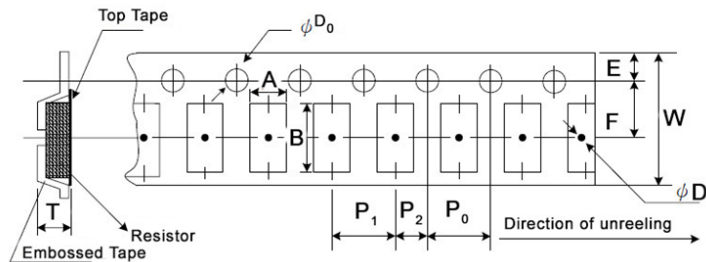 Top Tape
ϕD₀
A
E
F
W
B
ϕD
T
P₁
P₂
P₀
Direction of unreeling
Resistor
Embossed Tape